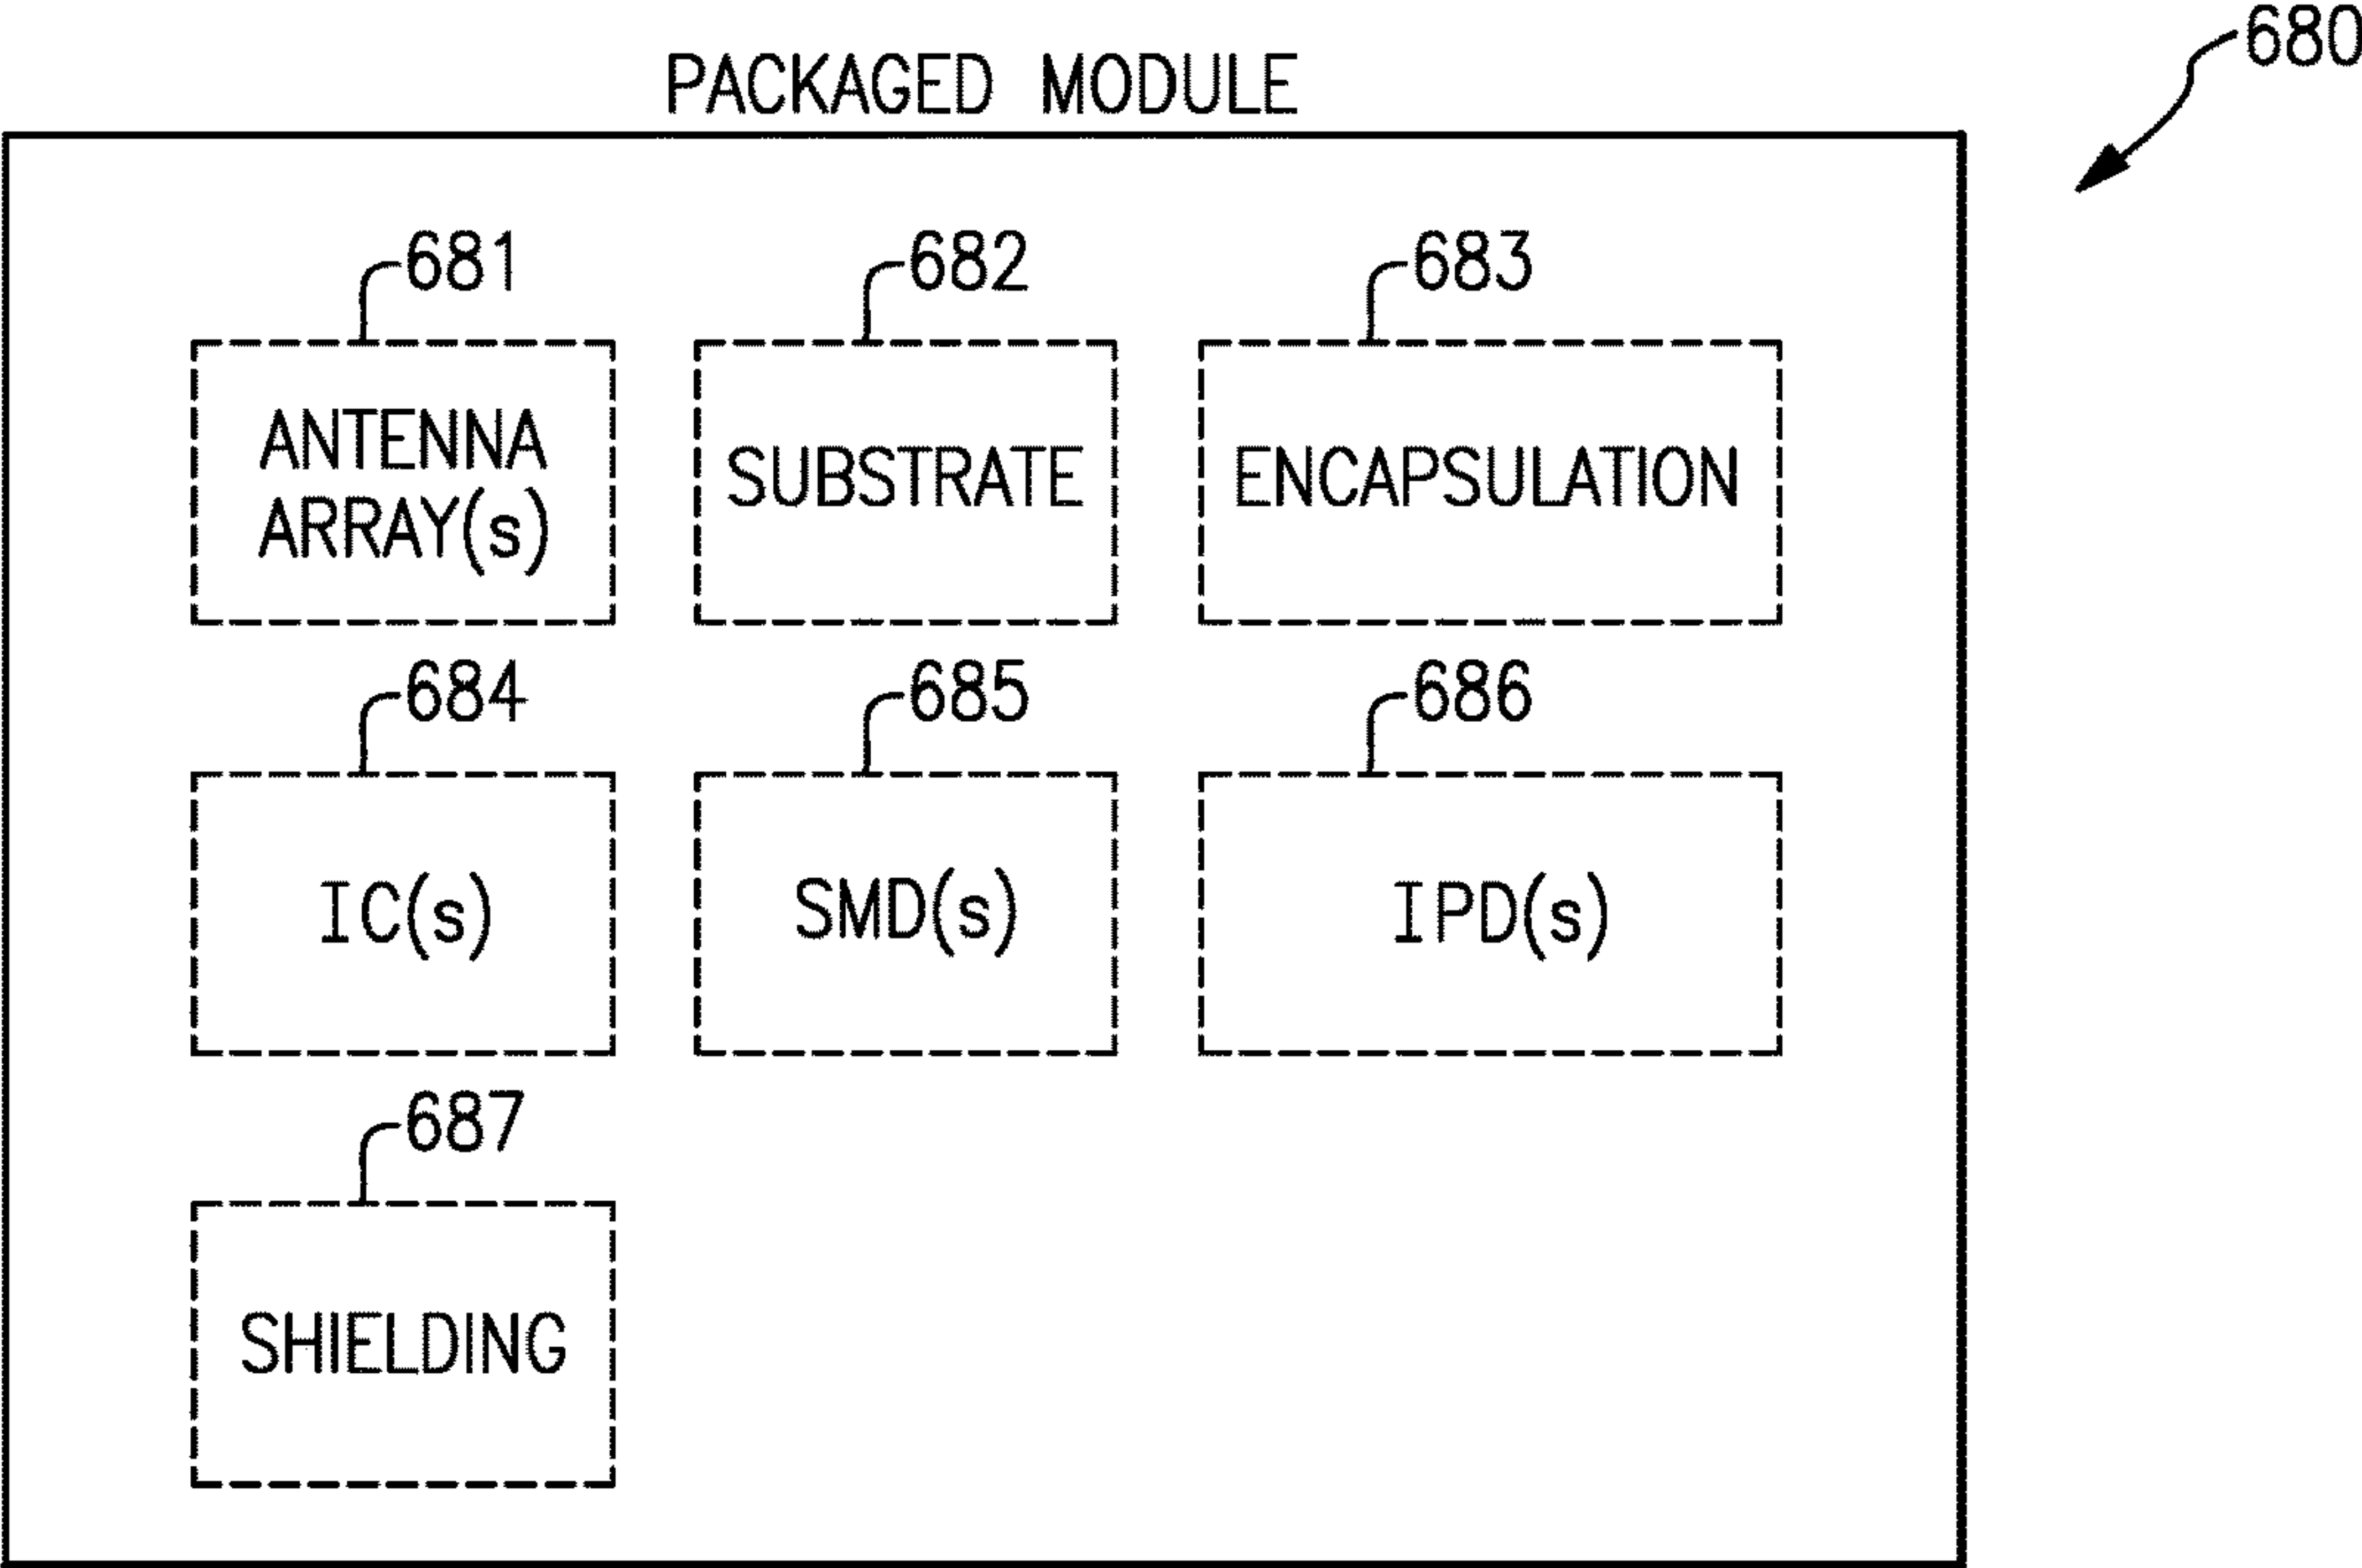 680
PACKAGED MODULE
681
682
683
ANTENNA
ARRAY(s)
SUBSTRATE
ENCAPSULATION
684
685
686
IC(s)
SMD(s)
IPD(s)
687
SHIELDING